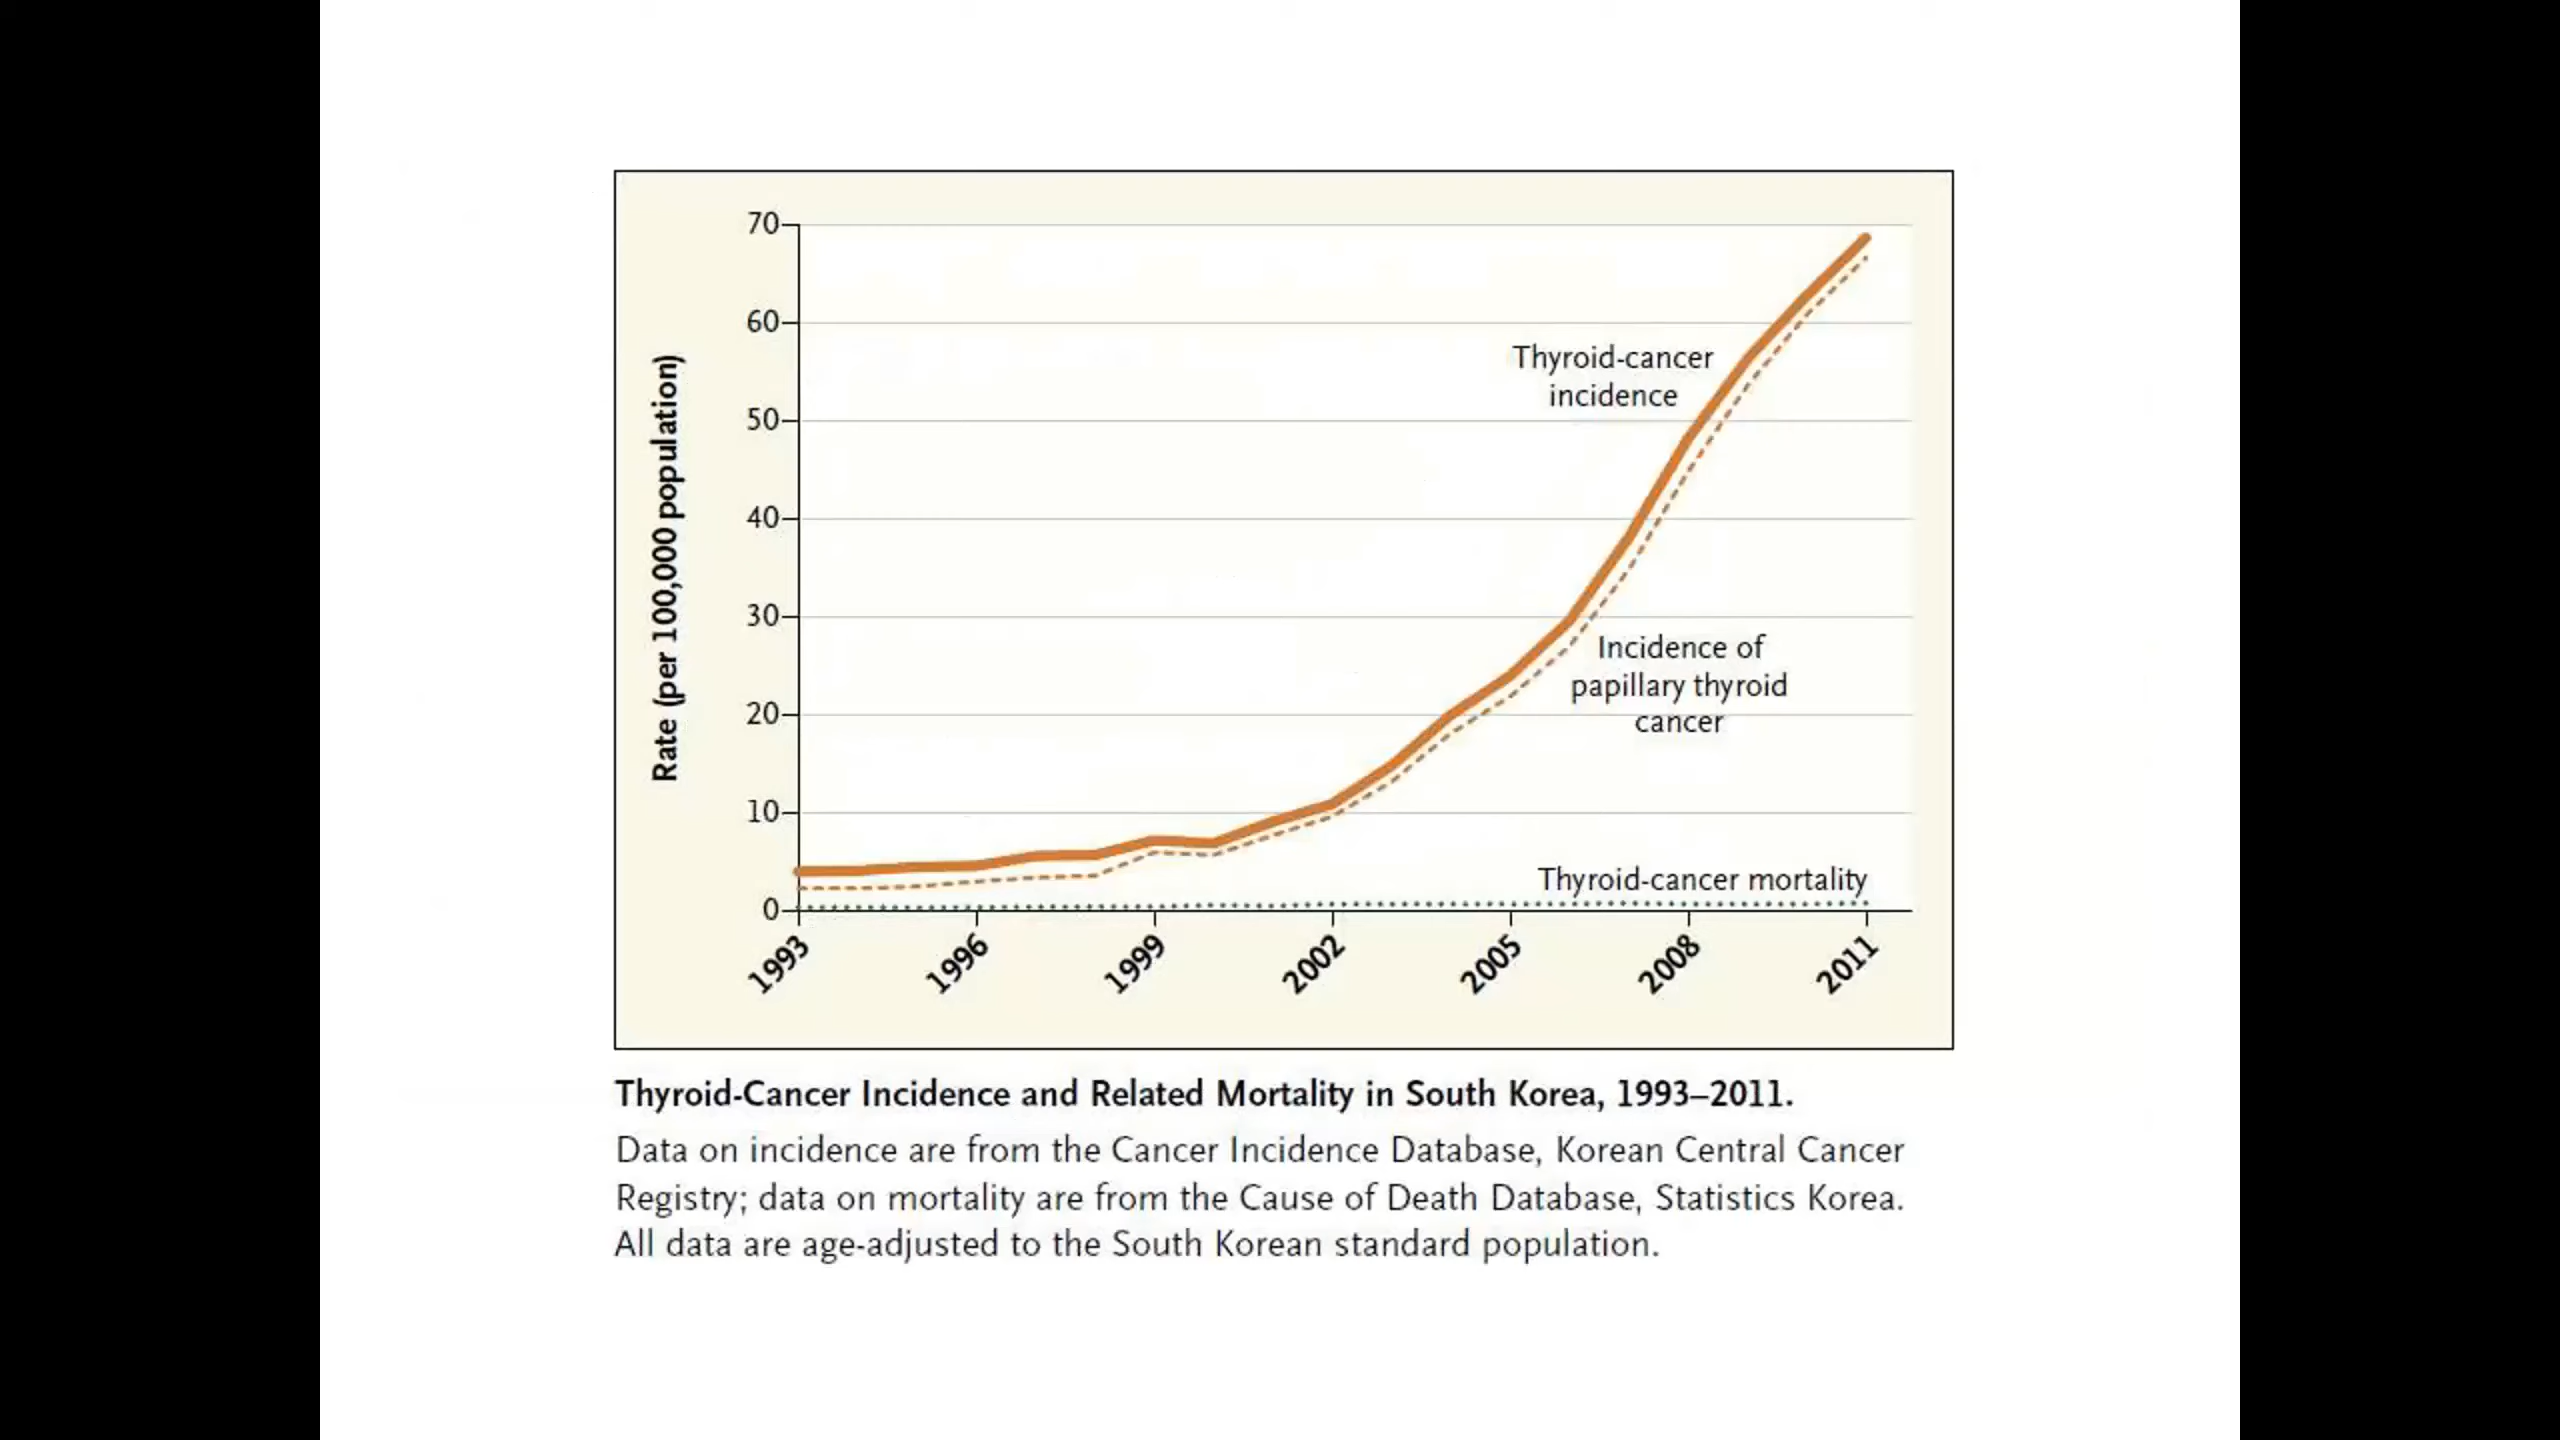 70
60
50
40
30
20
10
0
Rate (per 100,000 population)
Thyroid-cancer
incidence
Incidence of
papillary thyroid
cancer
Thyroid-cancer mortality
1993
1996
1999
2002
2005
2008
2011
Thyroid-Cancer Incidence and Related Mortality in South Korea, 1993–2011.
Data on incidence are from the Cancer Incidence Database, Korean Central Cancer
Registry; data on mortality are from the Cause of Death Database, Statistics Korea.
All data are age-adjusted to the South Korean standard population.